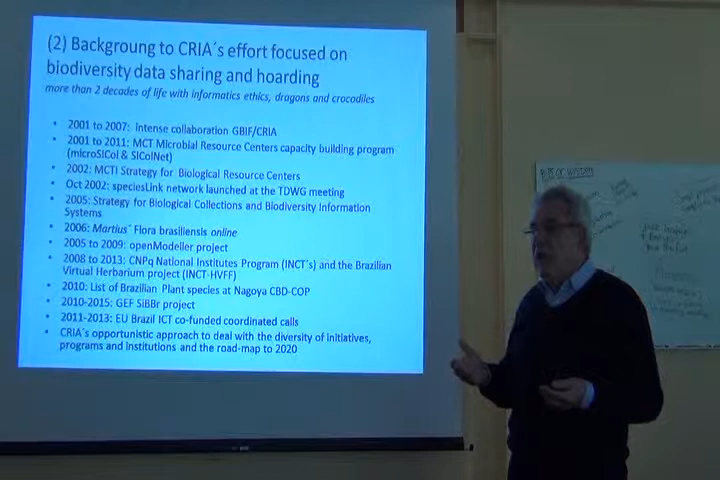 (2) Backgroung to CRIA´s effort focused on
biodiversity data sharing and hoarding
more than 2 decades of life with informatics ethics, dragons and crocodiles
• 2001 to 2007: Intense collaboration GBIF/CRIA
• 2001 to 2011: MCT Microbial Resource Centers capacity building program
(microSICol & SIColNet)
• 2002: MCTI Strategy for Biological Resource Centers
• Oct 2002: speciesLink network launched at the TDWG meeting
• 2005: Strategy for Biological Collections and Biodiversity Information
Systems
• 2006: Martius´ Flora brasiliensis online
• 2005 to 2009: openModeller project
• 2008 to 2013: CNPq National Institutes Program (INCT´s) and the Brazilian
Virtual Herbarium project (INCT-HVFF)
• 2010: List of Brazilian Plant species at Nagoya CBD-COP
• 2010-2015: GEF SiBBr project
• 2011-2013: EU Brazil ICT co-funded coordinated calls
• CRIA´s opportunistic approach to deal with the diversity of initiatives,
programs and institutions and the road-map to 2020